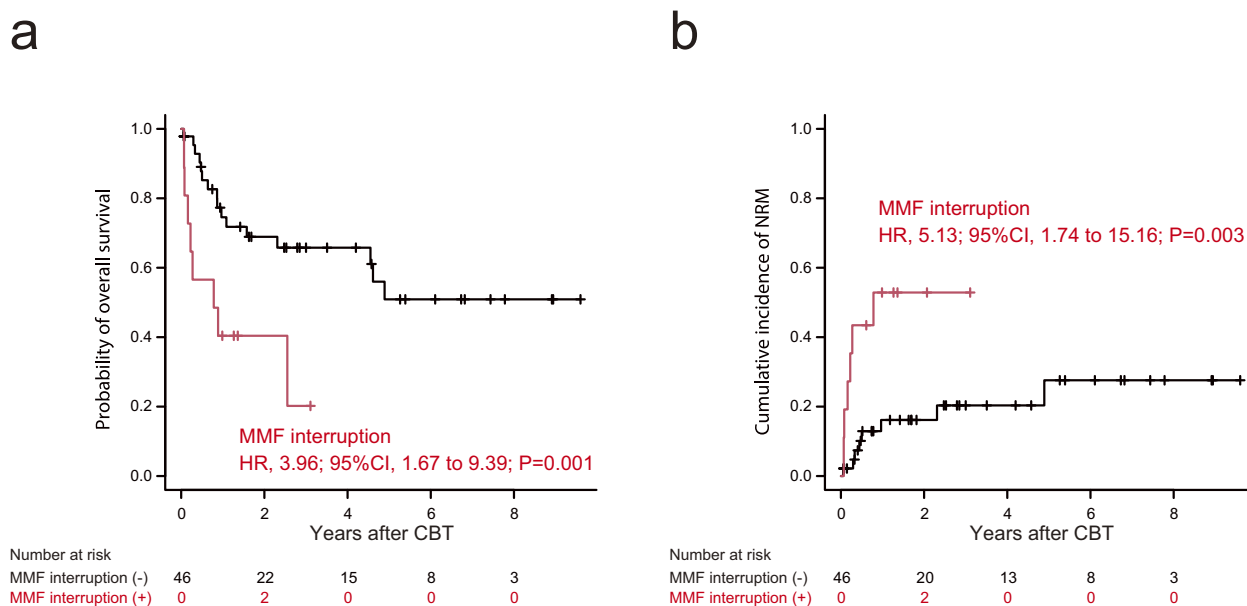 a
b
1.0
0.8
0.6
0.4
0.2
0.0
Probability of overall survival
MMF interruption
HR, 3.96; 95%CI, 1.67 to 9.39; P=0.001
0 2 4 6 8
Years after CBT
Number at risk
MMF interruption (-) 46 22 15 8 3
MMF interruption (+) 0 2 0 0 0
1.0
0.8
0.6
0.4
0.2
0.0
Cumulative incidence of NRM
MMF interruption
HR, 5.13; 95%CI, 1.74 to 15.16; P=0.003
0 2 4 6 8
Years after CBT
Number at risk
MMF interruption (-) 46 20 13 8 3
MMF interruption (+) 0 2 0 0 0